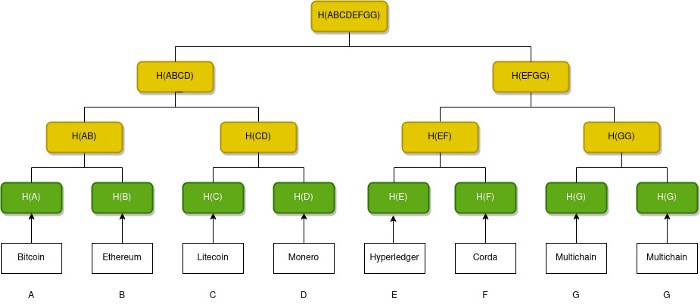 H(ABCDEFGG)
H(ABCD) H(EFGG)
H(AB) H(CD) H(EF) H(GG)
H(A) H(B) H(C) H(D) H(E) H(F) H(G) H(G)
Bitcoin Ethereum Litecoin Monero Hyperledger Corda Multichain Multichain
A B C D E F G G